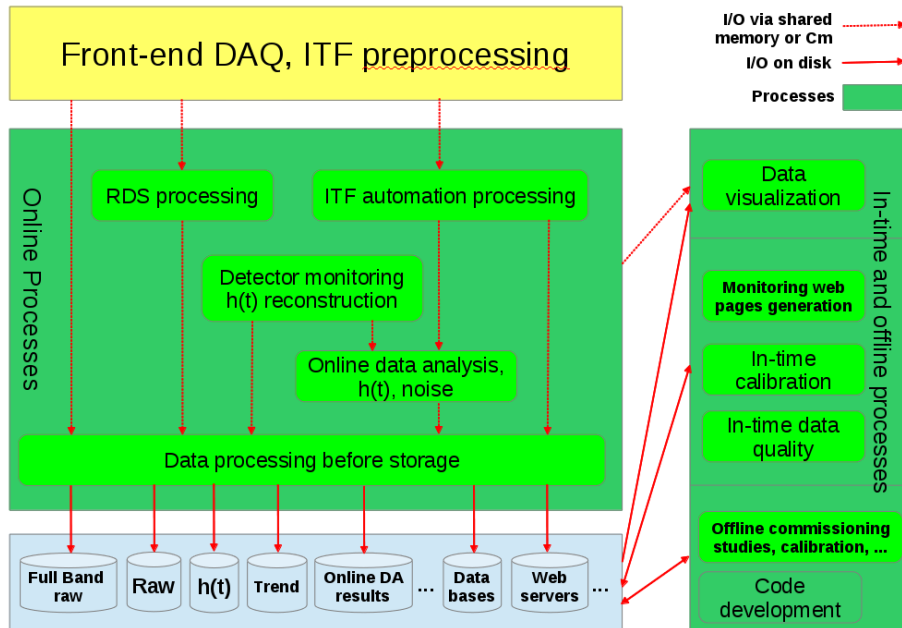 Front-end DAQ, ITF preprocessing
I/O via shared
memory or Cm
I/O on disk
Processes
Online Processes
RDS processing
ITF automation processing
Detector monitoring
h(t) reconstruction
Online data analysis,
h(t), noise
Data processing before storage
Full Band
raw
Raw
h(t)
Trend
Online DA
results
...
Data
bases
Web
servers
...
In-time and offline processes
Data
visualization
Monitoring web
pages generation
In-time
calibration
In-time data
quality
Offline commissioning
studies, calibration, ...
Code
development